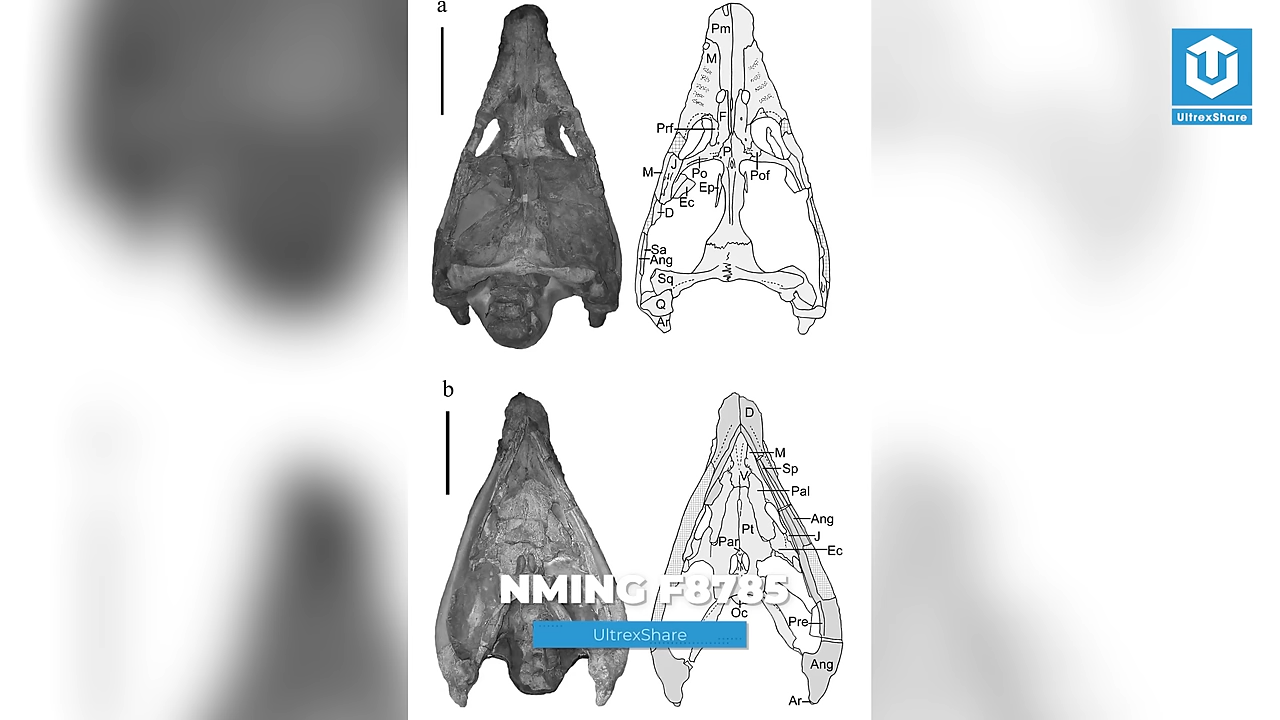 a
Pm
M
F
Prf
P
J
M
Po
Pof
Ep
Ec
D
Sa
Ang
Sq
Q
Ar
UltrexShare
b
D
M
Sp
V
Pal
Ang
Pt
J
Par
Ec
NMING F8785
Oc
Pre
UltrexShare
Ang
Ar